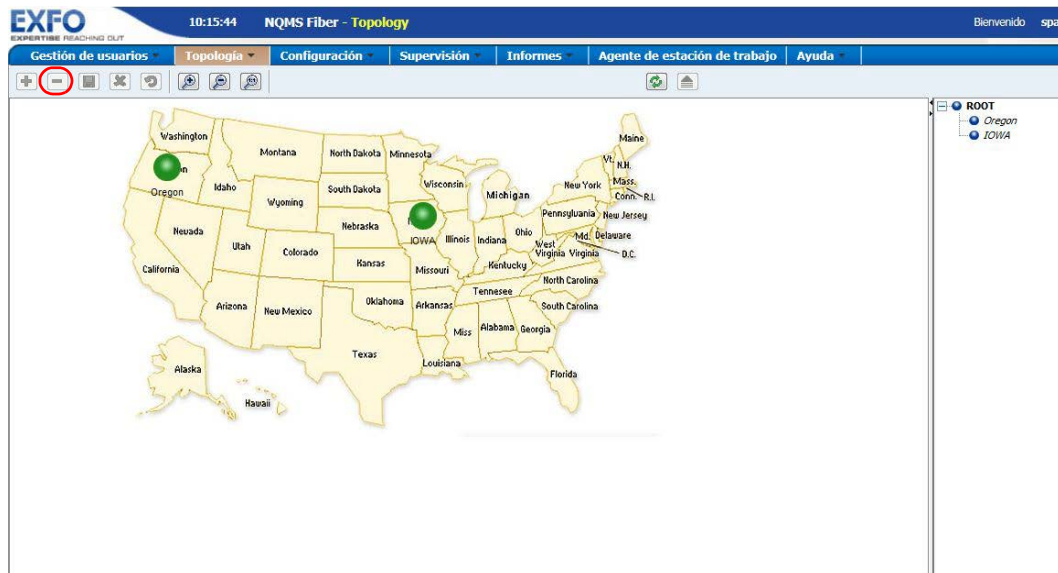 EXFO
EXPERTISE REACHING OUT
10:15:44
NQMS Fiber - Topology
Bienvenido spa
Gestión de usuarios
Topología
Configuración
Supervisión
Informes
Agente de estación de trabajo
Ayuda
ROOT
Oregon
IOWA
Washington
Montana
North Dakota
Minnesota
Maine
Vt.
N.H.
Oregon
Idaho
South Dakota
Wisconsin
Michigan
New York
Mass.
Conn.
R.I.
Wyoming
Nebraska
IOWA
Illinois
Indiana
Ohio
Pennsylvania
New Jersey
Nevada
Utah
Colorado
Kansas
Missouri
Kentucky
West Virginia
Virginia
Md.
Delaware
D.C.
California
Arizona
New Mexico
Oklahoma
Arkansas
Tennesee
North Carolina
South Carolina
Texas
Louisiana
Miss
Alabama
Georgia
Florida
Alaska
Hawaii